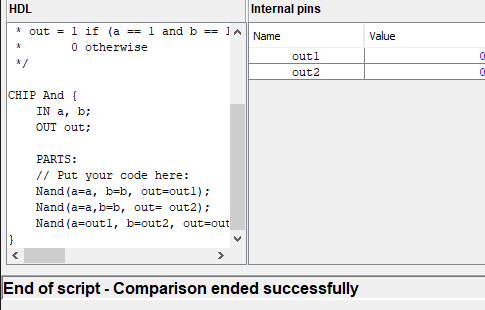 HDL
* out = 1 if (a == 1 and b == 1
* 0 otherwise
*/
CHIP And {
IN a, b;
OUT out;
PARTS:
// Put your code here:
Nand(a=a, b=b, out=out1);
Nand(a=a,b=b, out= out2);
Nand(a=out1, b=out2, out=out
}
Internal pins
Name Value
out1 0
out2 0
End of script - Comparison ended successfully